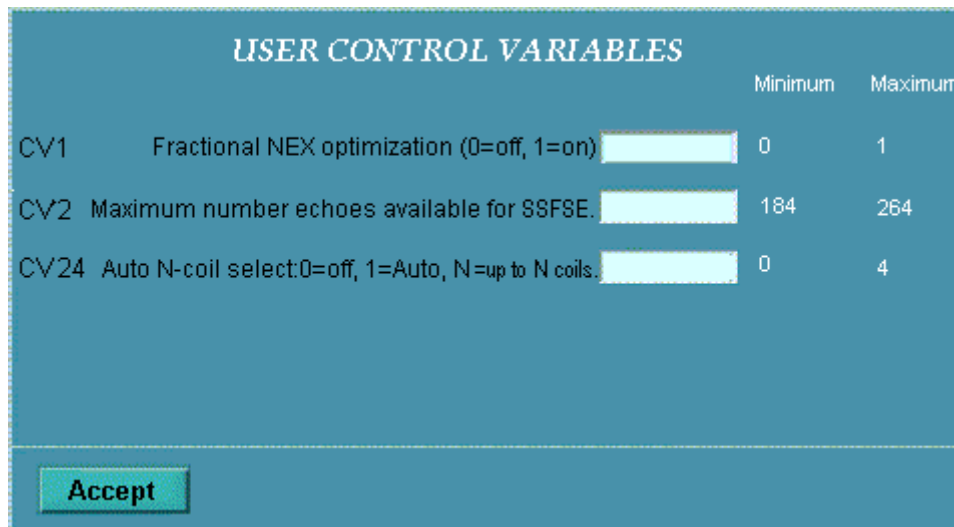 USER CONTROL VARIABLES
Minimum Maximum
CV1 Fractional NEX optimization (0=off, 1=on) 0 1
CV2 Maximum number echoes available for SSFSE. 184 264
CV24 Auto N-coil select:0=off, 1=Auto, N=up to N coils. 0 4
Accept